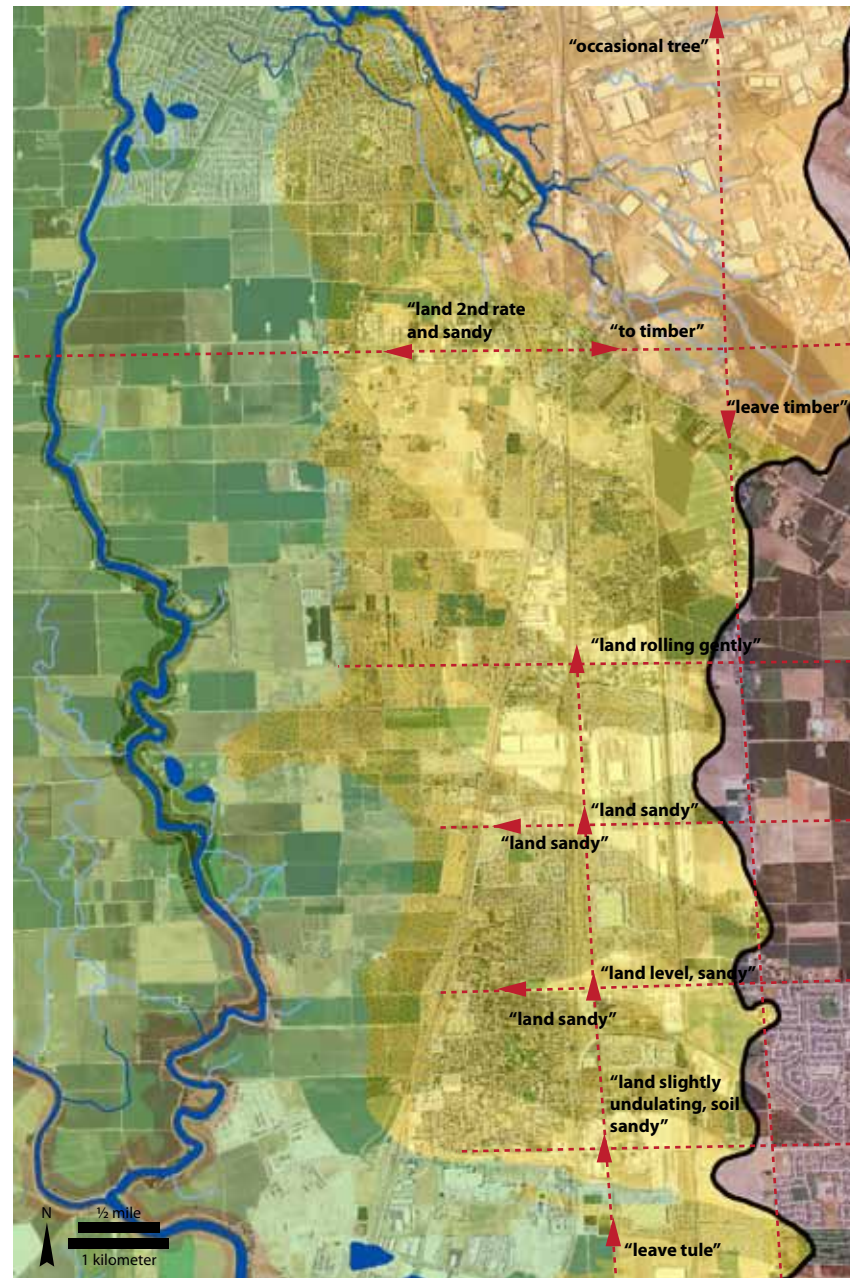 “occasional tree”
“land 2nd rate
and sandy
“to timber”
“leave timber”
“land rolling gently”
“land sandy”
“land sandy”
“land level, sandy”
“land sandy”
“land slightly
undulating, soil
sandy”
N
½ mile
1 kilometer
“leave tule”